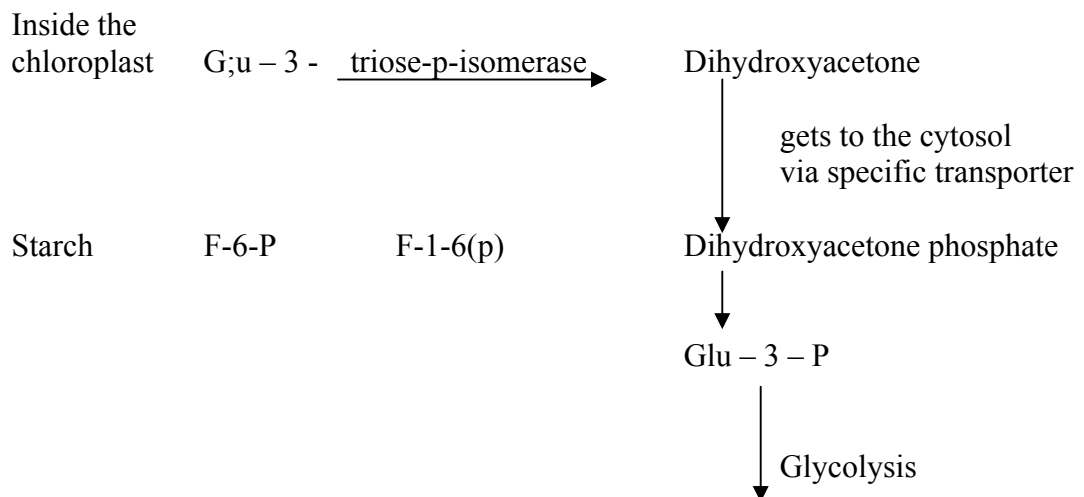 Inside the
chloroplast G;u – 3 - triose-p-isomerase Dihydroxyacetone
gets to the cytosol
via specific transporter
Starch F-6-P F-1-6(p) Dihydroxyacetone phosphate
Glu – 3 – P
Glycolysis